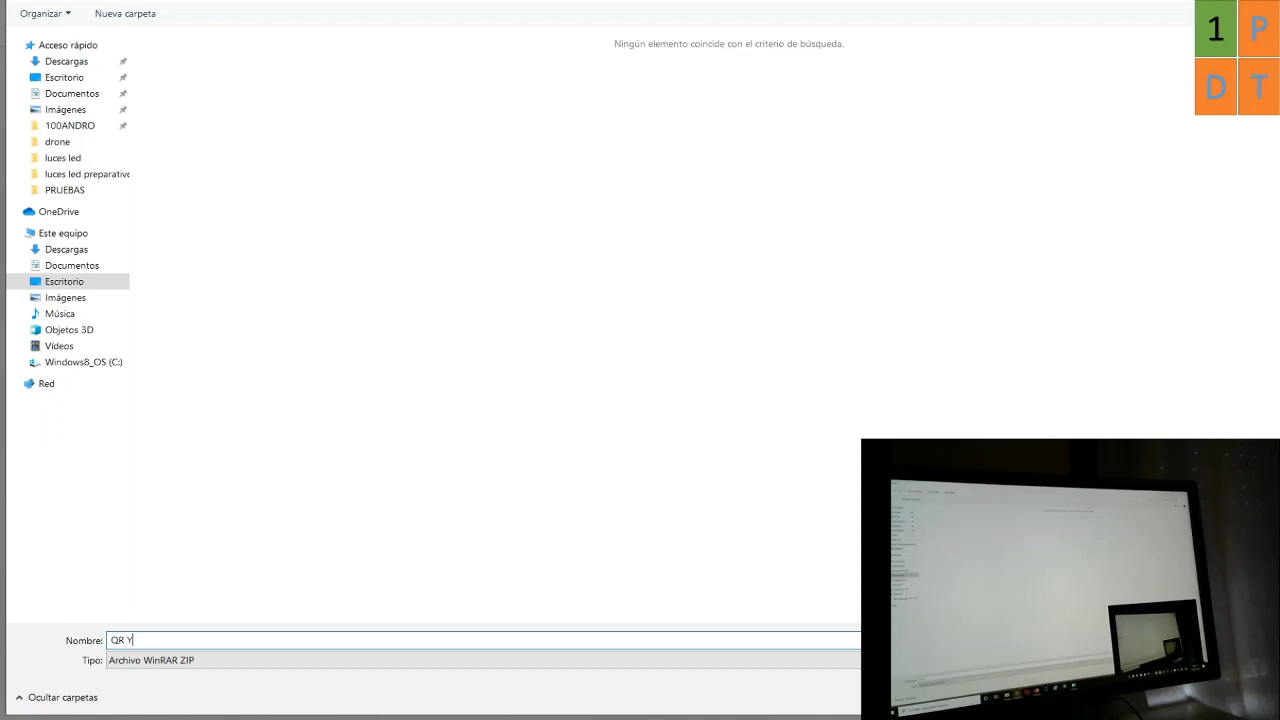 Organizar
Nueva carpeta
Ningún elemento coincide con el criterio de búsqueda.
1 P
D T
Acceso rápido
Descargas
Escritorio
Documentos
Imágenes
100ANDRO
drone
luces led
luces led preparativo
PRUEBAS
OneDrive
Este equipo
Descargas
Documentos
Escritorio
Imágenes
Música
Objetos 3D
Vídeos
Windows8_OS (C:)
Red
Nombre: QR Y
Tipo: Archivo WinRAR ZIP
Ocultar carpetas